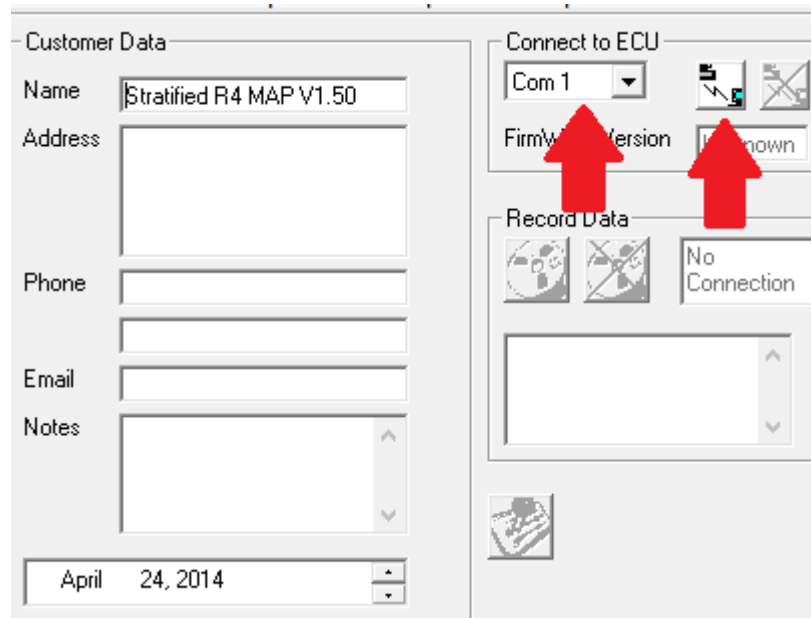 Customer Data
Name
Stratified R4 MAP V1.50
Address
Phone
Email
Notes
April 24, 2014
Connect to ECU
Com 1
Record Data
No
Connection